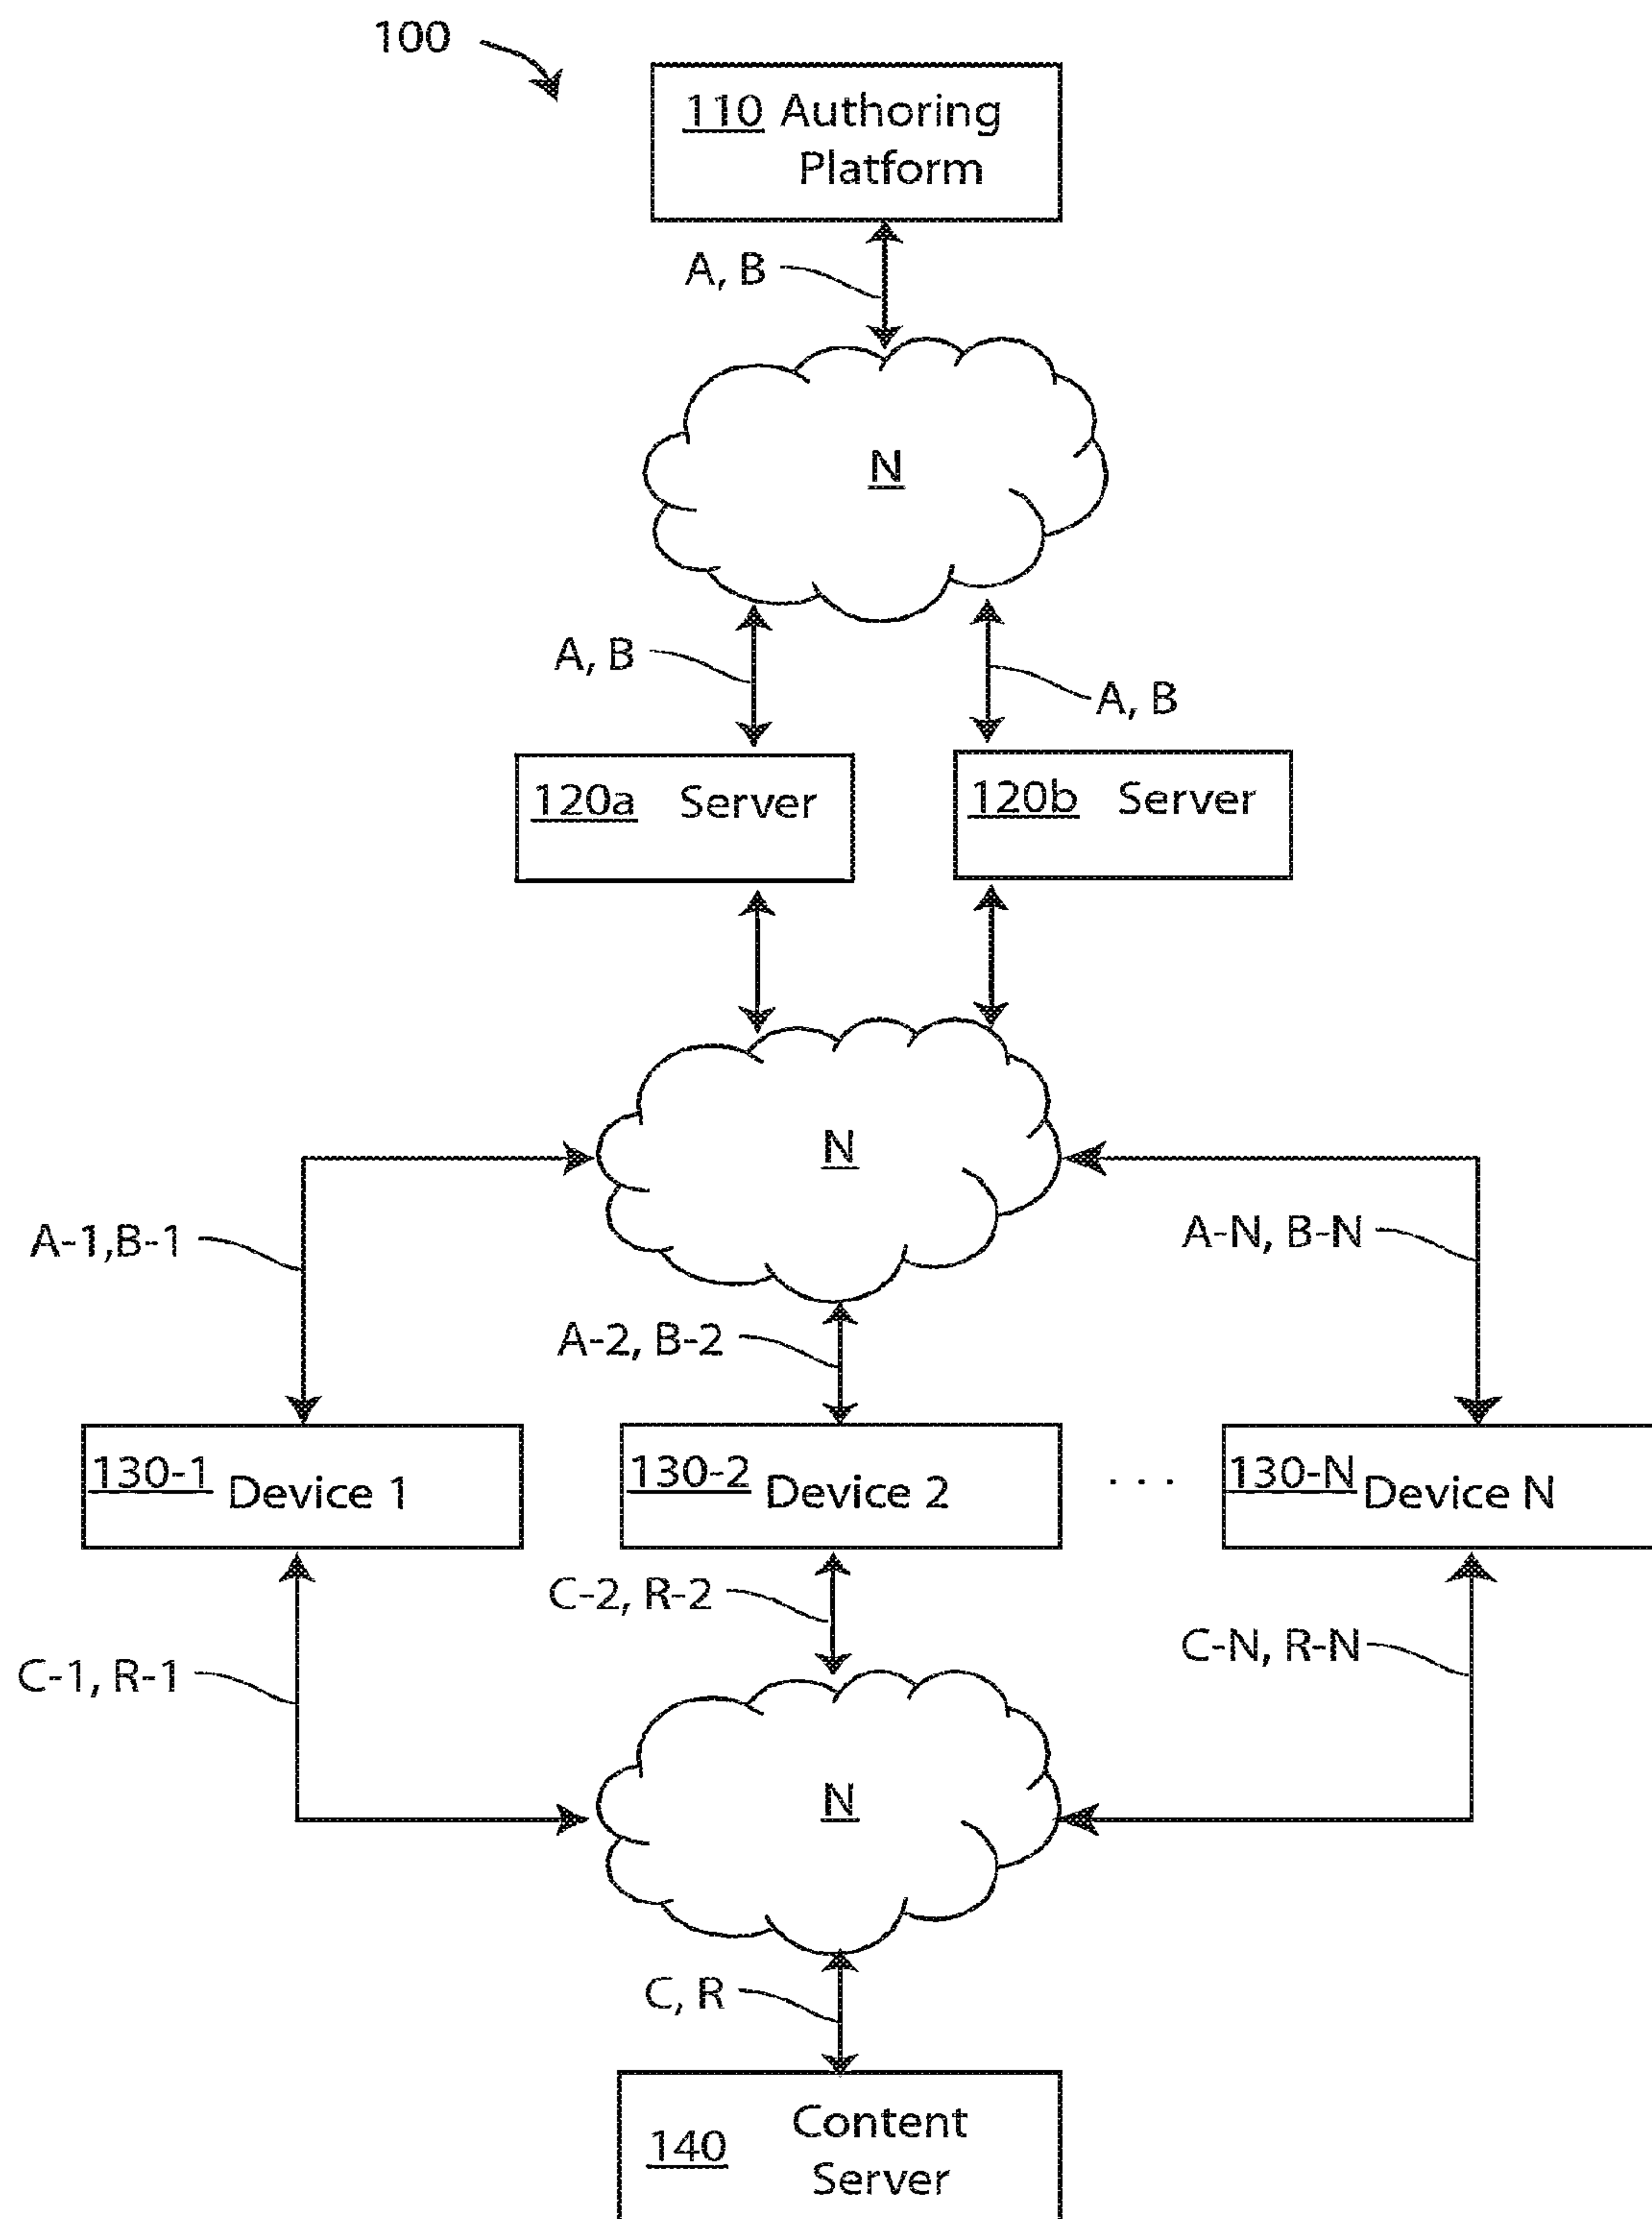 100
110 Authoring
Platform
A, B
N
A, B
A, B
120a Server
120b Server
N
A-1,B-1
A-N, B-N
A-2, B-2
130-1 Device 1
130-2 Device 2
. . .
130-N Device N
C-2, R-2
C-N, R-N
C-1, R-1
N
C, R
140 Content
Server